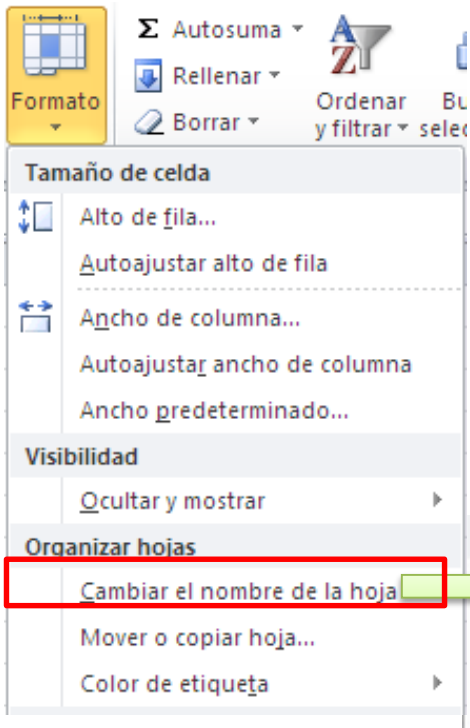 Σ Autosuma
Rellenar
Borrar
Formato
AZ
Ordenar
y filtrar
Tamaño de celda
Alto de fila...
Autoajustar alto de fila
Ancho de columna...
Autoajustar ancho de columna
Ancho predeterminado...
Visibilidad
Ocultar y mostrar
Organizar hojas
Cambiar el nombre de la hoja
Mover o copiar hoja...
Color de etiqueta